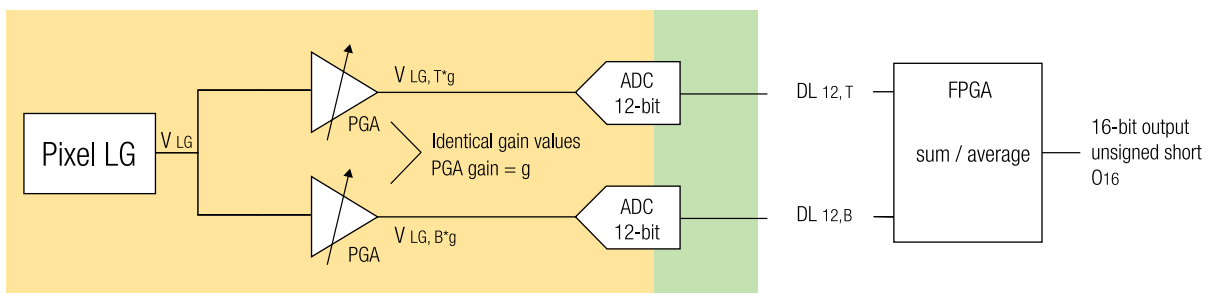 Pixel LG
V LG
V LG, T*g
PGA
ADC
12-bit
DL 12, T
Identical gain values
PGA gain = g
V LG, B*g
PGA
ADC
12-bit
DL 12,B
FPGA
sum / average
16-bit output
unsigned short
O16